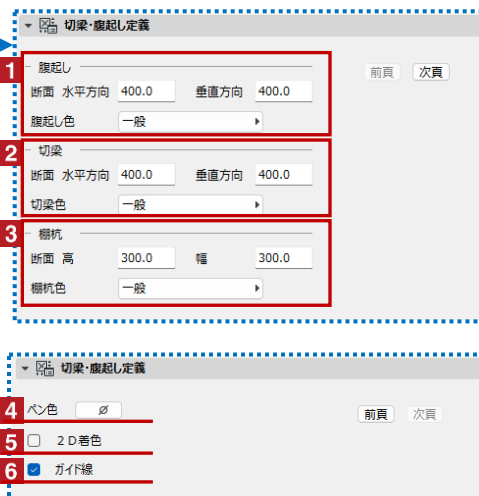 切梁・腹起し定義
1 腹起し
前頁 次頁
断面 水平方向 400.0 垂直方向 400.0
腹起し色 一般
2 切梁
断面 水平方向 400.0 垂直方向 400.0
切梁色 一般
3 棚杭
断面 高 300.0 幅 300.0
棚杭色 一般
切梁・腹起し定義
4 ペン色 ø
前頁 次頁
5 2D着色
6 ガイド線